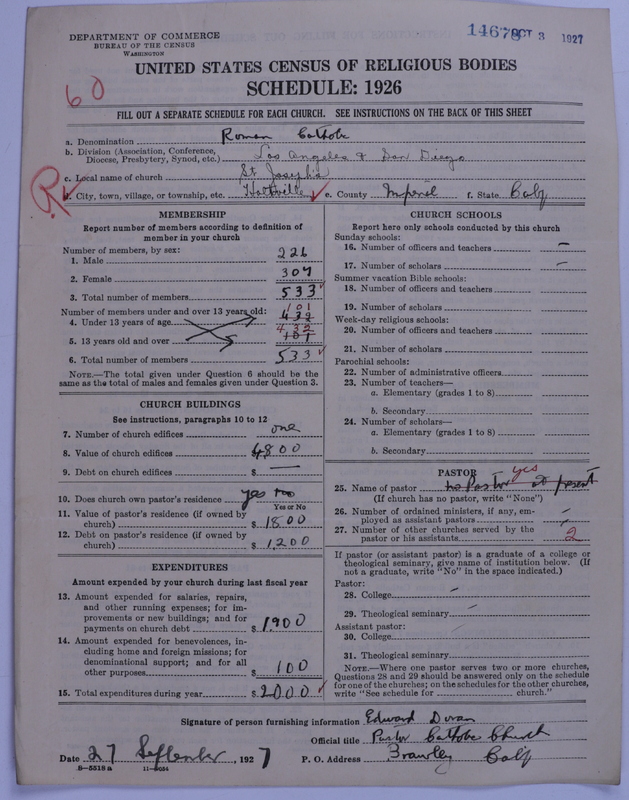 DEPARTMENT OF COMMERCE
BUREAU OF THE CENSUS
WASHINGTON
14678 OCT 3 1927
UNITED STATES CENSUS OF RELIGIOUS BODIES
SCHEDULE: 1926
60
FILL OUT A SEPARATE SCHEDULE FOR EACH CHURCH. SEE INSTRUCTIONS ON THE BACK OF THIS SHEET
a. Denomination Roman Catholic
b. Division (Association, Conference, Diocese, Presbytery, Synod, etc.) Los Angeles & San Diego
c. Local name of church St Joseph's
d. City, town, village, or township, etc. Holtville e. County Imperial f. State Calif
R
MEMBERSHIP
Report number of members according to definition of member in your church
Number of members, by sex:
1. Male 226
2. Female 307
3. Total number of members 533
Number of members under and over 13 years old:
101
4. Under 13 years of age 432
432
5. 13 years old and over 101
6. Total number of members 533
NOTE.—The total given under Question 6 should be the same as the total of males and females given under Question 3.
CHURCH BUILDINGS
See instructions, paragraphs 10 to 12
7. Number of church edifices one
8. Value of church edifices $ 4800
9. Debt on church edifices $ —
10. Does church own pastor's residence yes no
Yes or No
11. Value of pastor's residence (if owned by church) $ 1800
12. Debt on pastor's residence (if owned by church) $ 1,200
EXPENDITURES
Amount expended by your church during last fiscal year
13. Amount expended for salaries, repairs, and other running expenses; for improvements or new buildings; and for payments on church debt $ 1,900
14. Amount expended for benevolences, including home and foreign missions; for denominational support; and for all other purposes $ 100
15. Total expenditures during year $ 2000
CHURCH SCHOOLS
Report here only schools conducted by this church
Sunday schools:
16. Number of officers and teachers —
17. Number of scholars —
Summer vacation Bible schools:
18. Number of officers and teachers
19. Number of scholars
Week-day religious schools:
20. Number of officers and teachers
21. Number of scholars
Parochial schools:
22. Number of administrative officers
23. Number of teachers—
a. Elementary (grades 1 to 8)
b. Secondary
24. Number of scholars—
a. Elementary (grades 1 to 8)
b. Secondary
PASTOR
yes
25. Name of pastor no Pastor at present
(If church has no pastor, write "None")
26. Number of ordained ministers, if any, employed as assistant pastors —
27. Number of other churches served by the pastor or his assistants 2
If pastor (or assistant pastor) is a graduate of a college or theological seminary, give name of institution below. (If not a graduate, write "No" in the space indicated.)
Pastor:
28. College —
29. Theological seminary —
Assistant pastor:
30. College
31. Theological seminary
NOTE.—Where one pastor serves two or more churches, Questions 28 and 29 should be answered only on the schedule for one of the churches; on the schedules for the other churches, write "See schedule for church."
Signature of person furnishing information Edward Doran
Official title Pastor Catholic Church
Date 27 September, 1927 P. O. Address Brawley Calif
8—5518 a